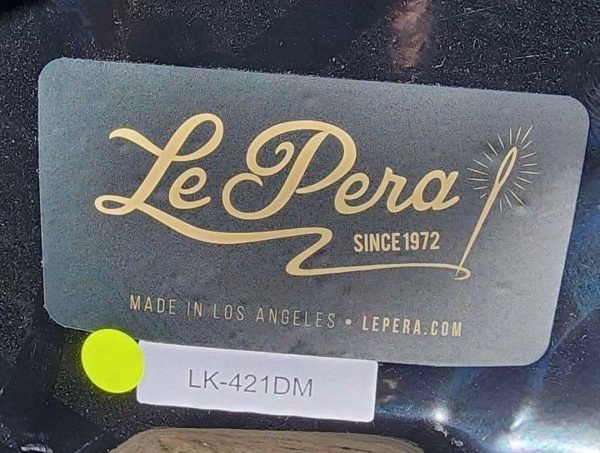 Le Pera
SINCE 1972
MADE IN LOS ANGELES • LEPERA.COM
LK-421DM